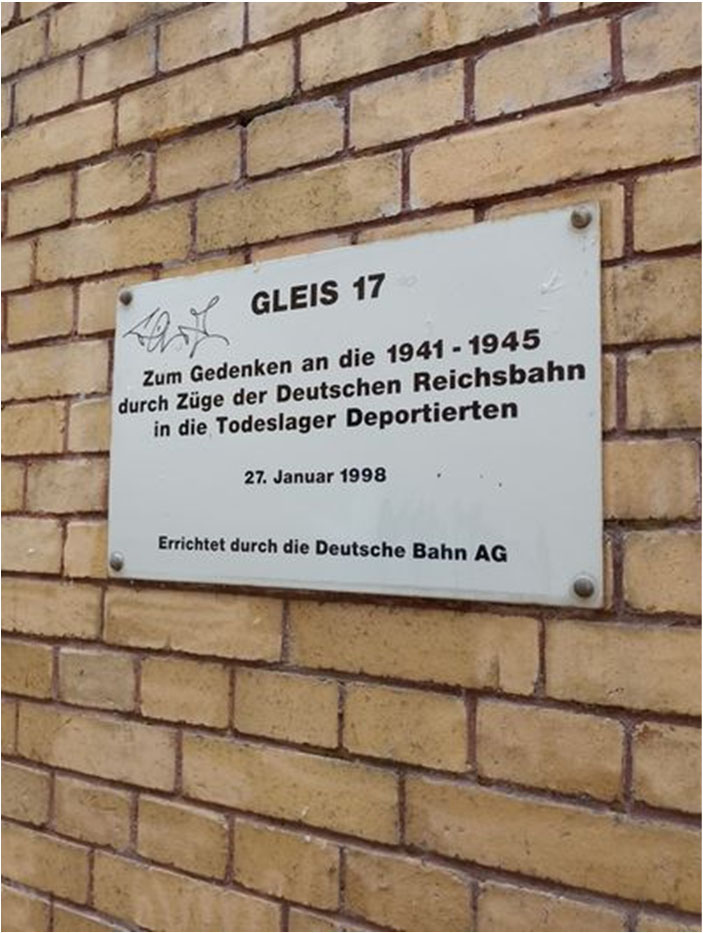 GLEIS 17
Zum Gedenken an die 1941 - 1945
durch Züge der Deutschen Reichsbahn
in die Todeslager Deportierten
27. Januar 1998
Errichtet durch die Deutsche Bahn AG